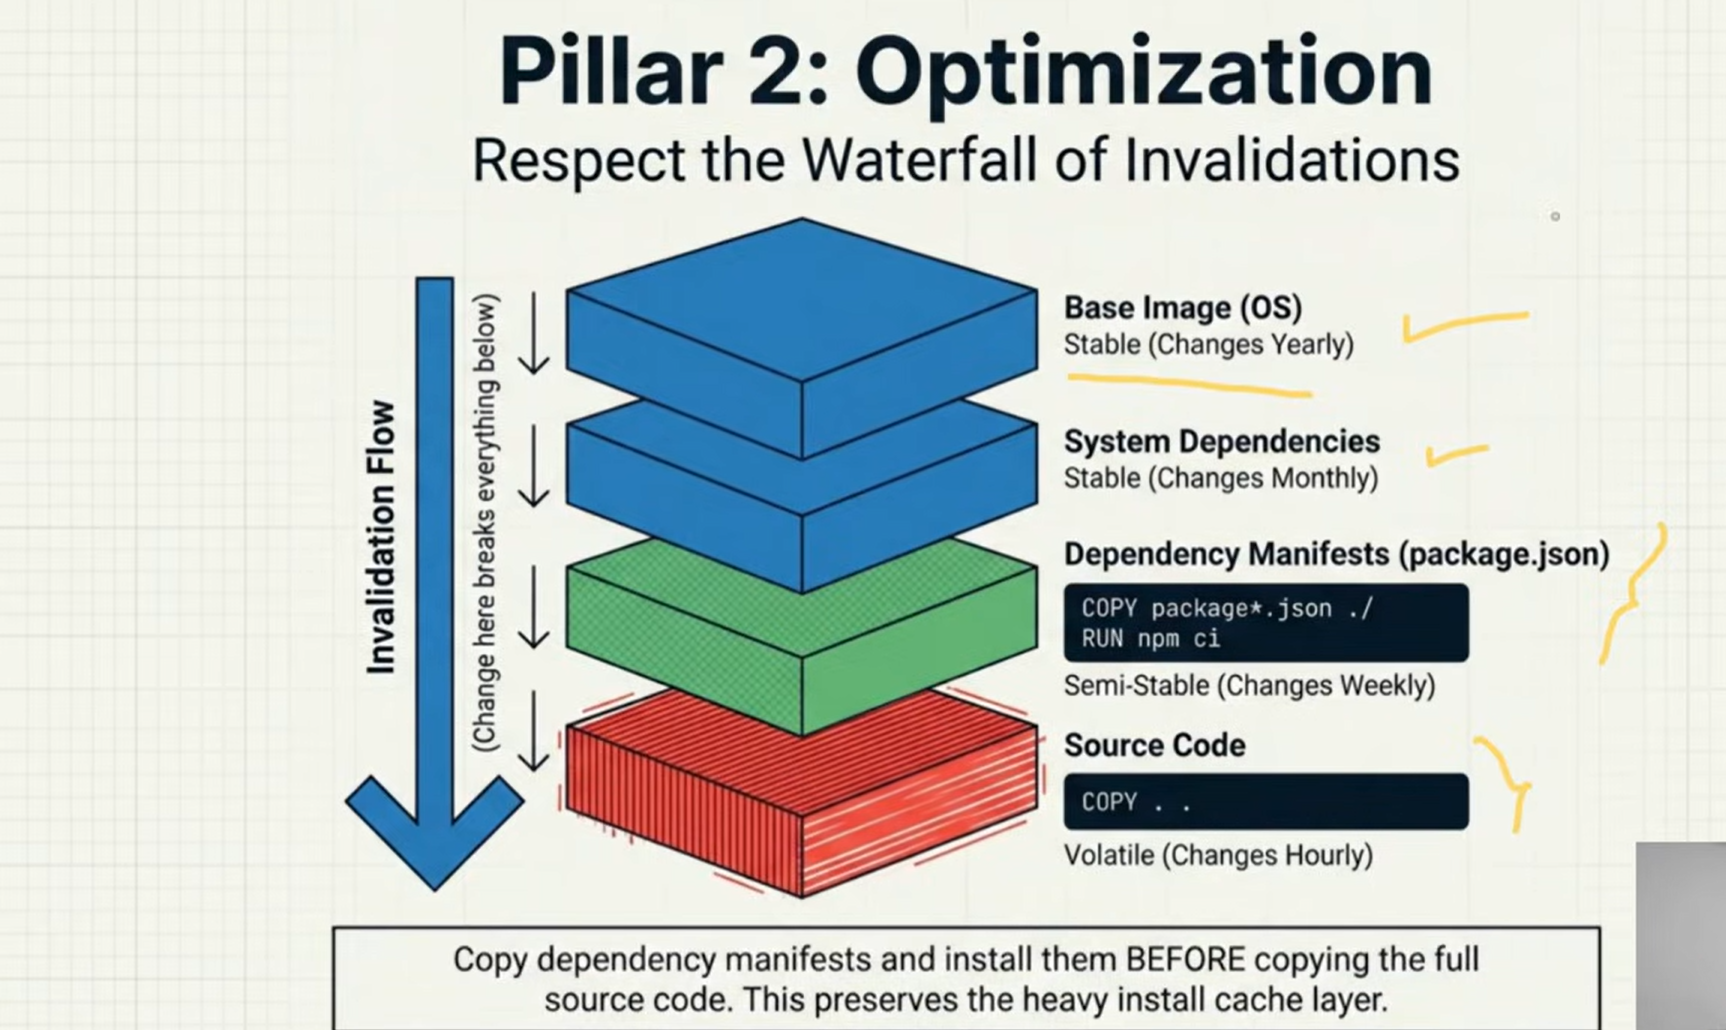 Pillar 2: Optimization
Respect the Waterfall of Invalidations
Invalidation Flow
(Change here breaks everything below)
Base Image (OS)
Stable (Changes Yearly)
System Dependencies
Stable (Changes Monthly)
Dependency Manifests (package.json)
COPY package*.json ./
RUN npm ci
Semi-Stable (Changes Weekly)
Source Code
COPY . .
Volatile (Changes Hourly)
Copy dependency manifests and install them BEFORE copying the full
source code. This preserves the heavy install cache layer.